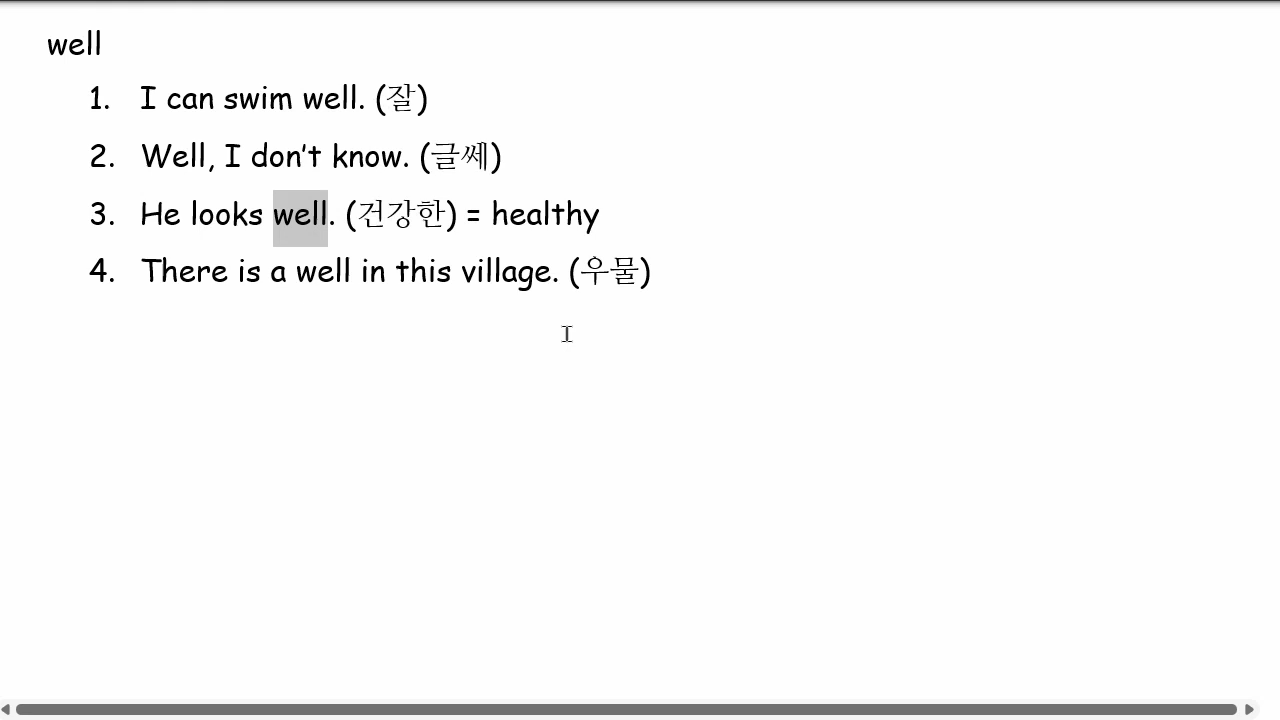 well
1. I can swim well. (잘)
2. Well, I don't know. (글쎄)
3. He looks well. (건강한) = healthy
4. There is a well in this village. (우물)